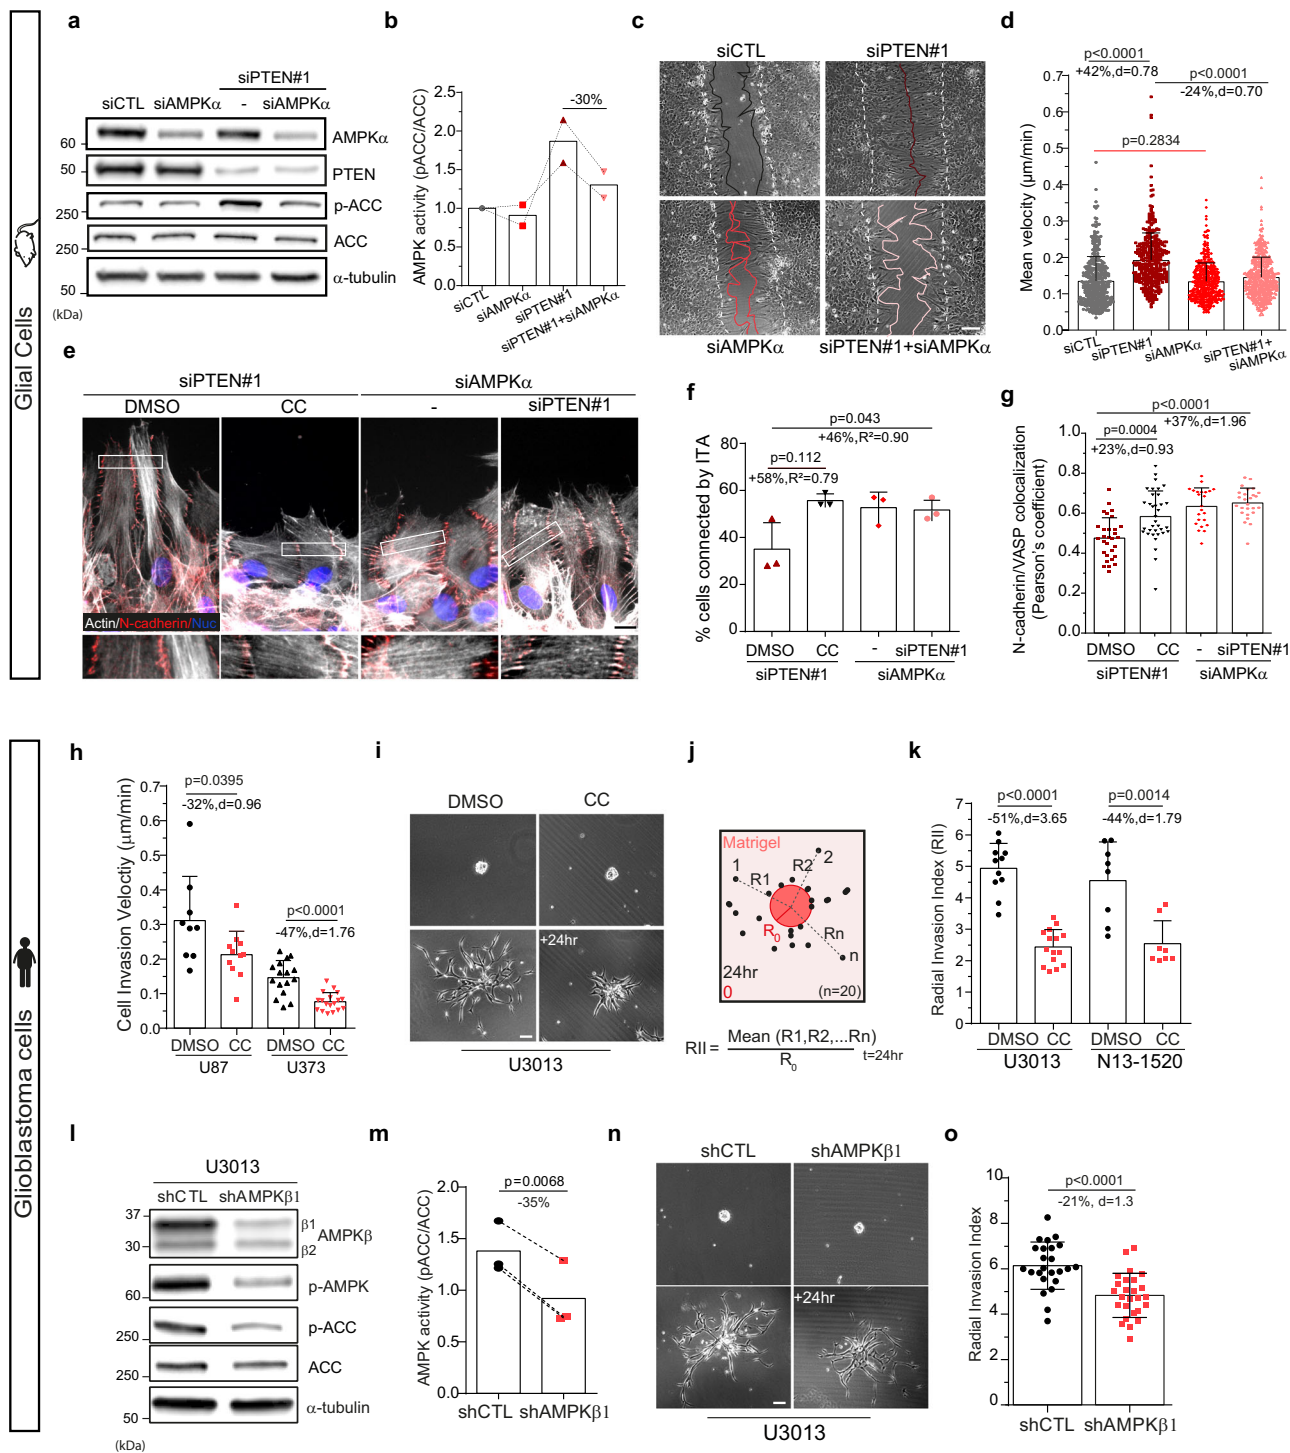 Glial Cells
a
siPTEN#1
siCTL siAMPKα - siAMPKα
60 AMPKα
50 PTEN
250 p-ACC
250 ACC
50 α-tubulin
(kDa)
b
AMPK activity (pACC/ACC)
2.5
2.0
1.5
1.0
0.5
0.0
-30%
siCTL
siAMPKα
siPTEN#1
siPTEN#1+siAMPKα
c
siCTL siPTEN#1
siAMPKα siPTEN#1+siAMPKα
d
Mean velocity (µm/min)
0.7
0.6
0.5
0.4
0.3
0.2
0.1
0.0
p<0.0001
+42%,d=0.78
p<0.0001
-24%,d=0.70
p=0.2834
siCTL
siPTEN#1
siAMPKα
siPTEN#1+
siAMPKα
e
siPTEN#1 siAMPKα
DMSO CC - siPTEN#1
Actin/N-cadherin/Nuc
f
% cells connected by ITA
80
60
40
20
0
p=0.043
+46%,R²=0.90
p=0.112
+58%,R²=0.79
DMSO CC - siPTEN#1
siPTEN#1 siAMPKα
g
N-cadherin/VASP colocalization
(Pearson's coefficient)
1.0
0.8
0.6
0.4
0.2
0.0
p<0.0001
+37%,d=1.96
p=0.0004
+23%,d=0.93
DMSO CC - siPTEN#1
siPTEN#1 siAMPKα
Glioblastoma cells
h
Cell Invasion Veloctiy (µm/min)
0.7
0.6
0.5
0.4
0.3
0.2
0.1
0.0
p=0.0395
-32%,d=0.96
p<0.0001
-47%,d=1.76
DMSO CC DMSO CC
U87 U373
i
DMSO CC
+24hr
U3013
j
Matrigel
1
2
R1
R2
R0
Rn
n
24hr
0
(n=20)
RII = Mean (R1,R2,...Rn)
R0
t=24hr
k
Radial Invasion Index (RII)
7
6
5
4
3
2
1
0
p<0.0001
-51%,d=3.65
p=0.0014
-44%,d=1.79
DMSO CC DMSO CC
U3013 N13-1520
l
U3013
shCTL shAMPKβ1
37
30
β1
β2
AMPKβ
60 p-AMPK
250 p-ACC
250 ACC
50 α-tubulin
(kDa)
m
AMPK activity (pACC/ACC)
2.0
1.5
1.0
0.5
0.0
p=0.0068
-35%
shCTL shAMPKβ1
n
shCTL shAMPKβ1
+24hr
U3013
o
Radial Invasion Index
10
8
6
4
2
0
p<0.0001
-21%, d=1.3
shCTL shAMPKβ1